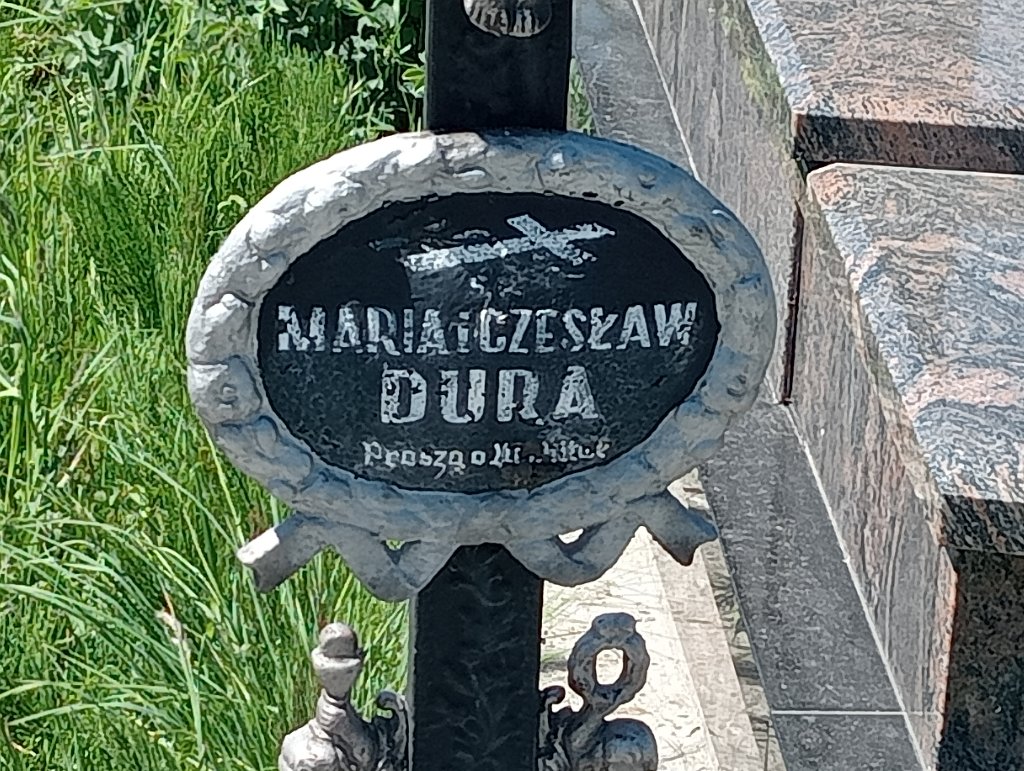 MARIA i CZESŁAW
DURA
Proszą o